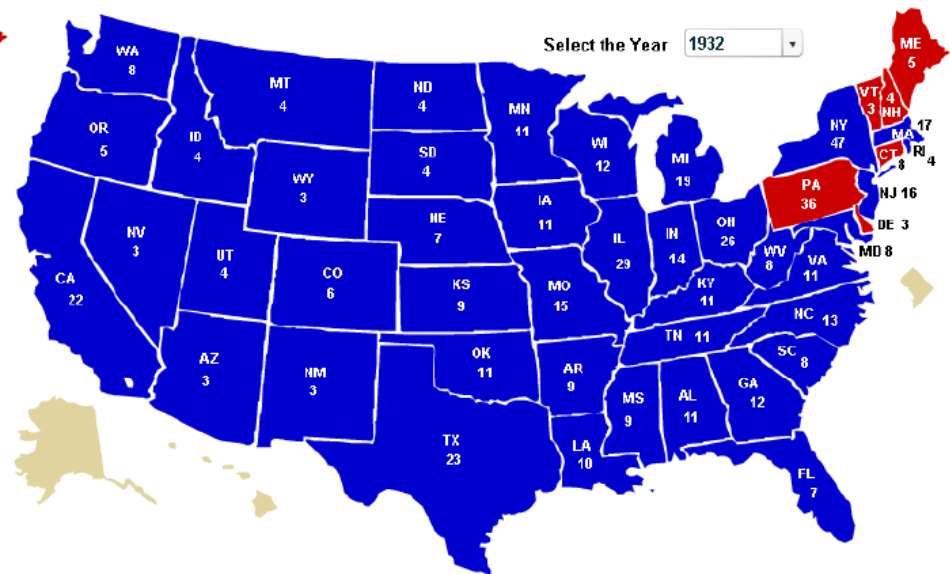 Select the Year 1932
WA
8
OR
5
CA
22
ID
4
NV
3
MT
4
WY
3
UT
4
AZ
3
CO
6
NM
3
ND
4
SD
4
NE
7
KS
9
OK
11
TX
23
MN
11
IA
11
MO
15
AR
9
LA
10
WI
12
IL
29
MI
19
IN
14
OH
26
KY
11
TN 11
MS
9
AL
11
GA
12
FL
7
SC
8
NC 13
VA
11
WV
8
PA
36
NY
47
VT
3
4
NH
ME
5
17
MA
RI
4
CT
8
NJ 16
DE 3
MD 8